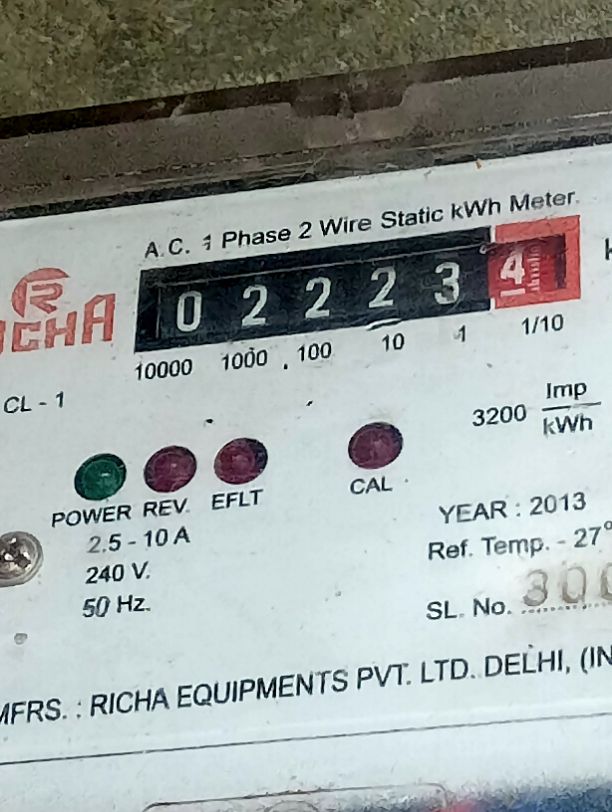 A.C. 1 Phase 2 Wire Static kWh Meter.
RICHA
0 2 2 2 3 4
10000 1000 100 10 1 1/10
CL - 1
3200 Imp/kWh
POWER REV. EFLT CAL
2.5 - 10 A
240 V.
50 Hz.
YEAR : 2013
Ref. Temp. - 27°
SL. No. 300
MFRS. : RICHA EQUIPMENTS PVT. LTD. DELHI, (IN